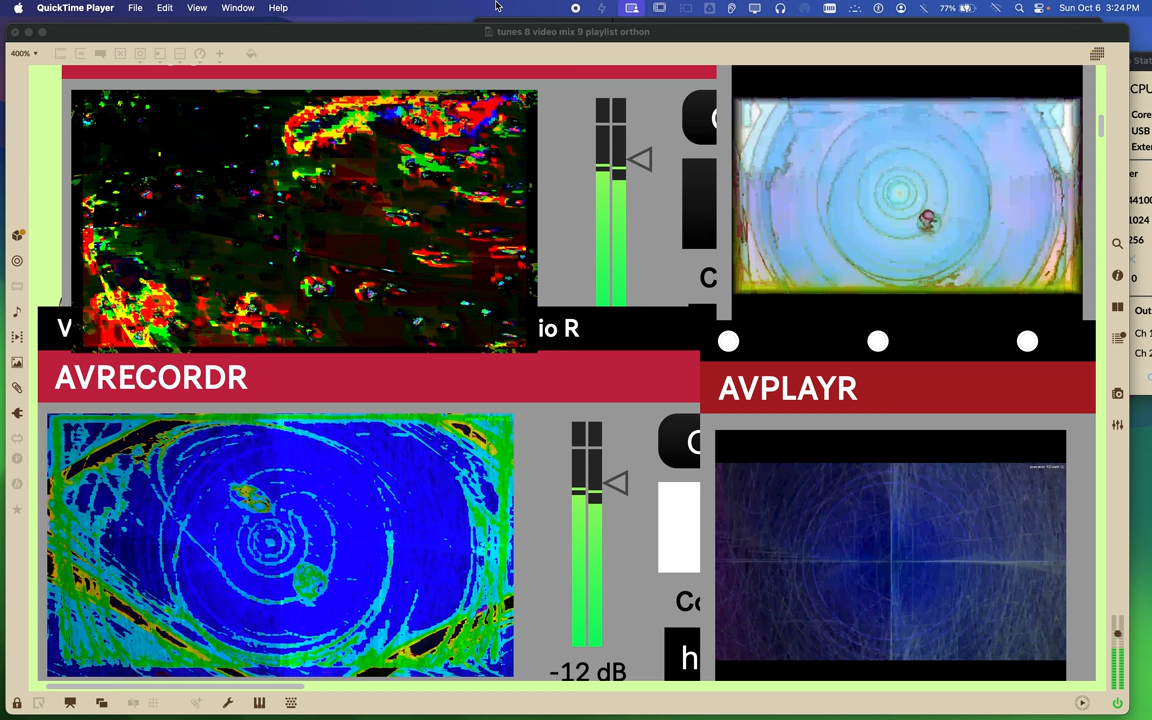 QuickTime Player File Edit View Window Help 77% Sun Oct 6 3:24 PM
tunes 8 video mix 9 playlist orthon
400%
Stat
CPU
Core
USB
Exter
er
44100
1024
256
0
Out
Ch 1
Ch 2
C
C
V io R
AVRECORDR
AVPLAYR
C
Co
h
-12 dB